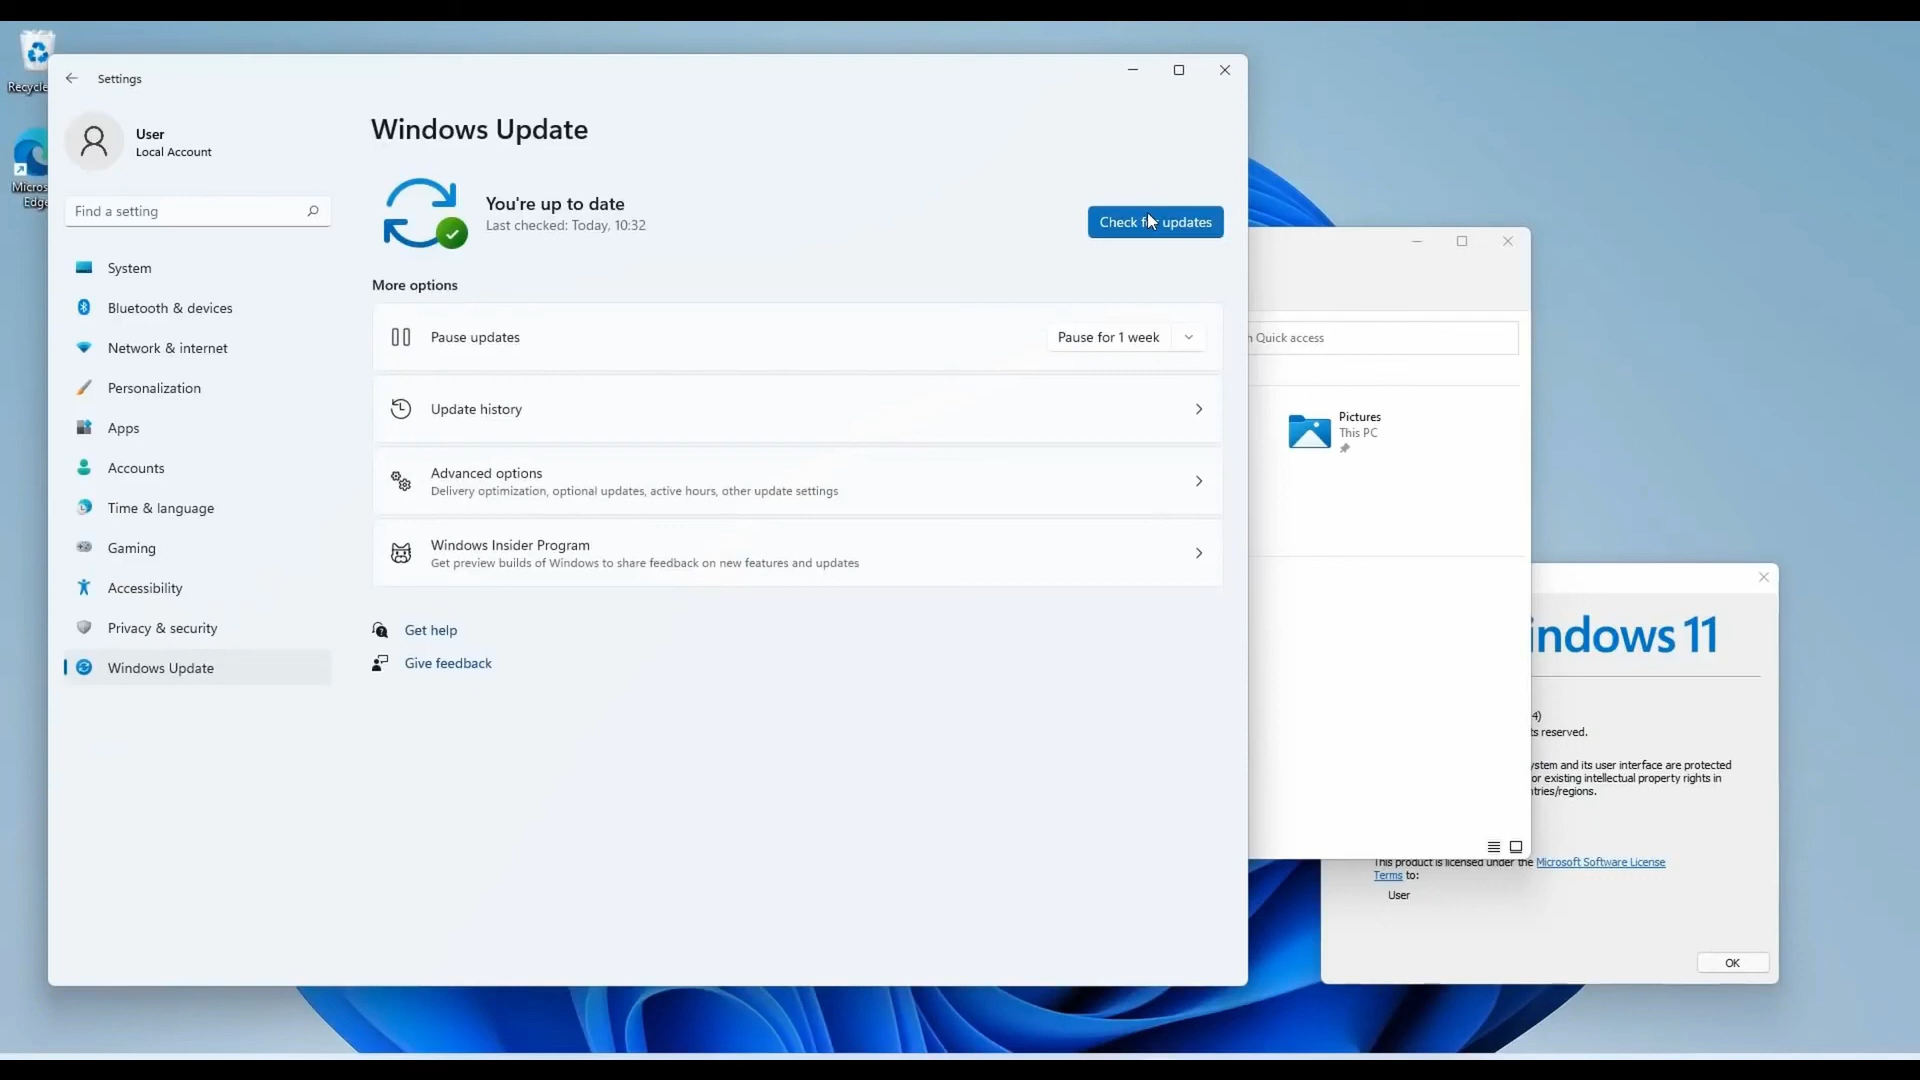 Recycle
Micros
Edge
Settings
User
Local Account
Find a setting
System
Bluetooth & devices
Network & internet
Personalization
Apps
Accounts
Time & language
Gaming
Accessibility
Privacy & security
Windows Update
Windows Update
You're up to date
Last checked: Today, 10:32
Check for updates
More options
Pause updates
Pause for 1 week
Update history
Advanced options
Delivery optimization, optional updates, active hours, other update settings
Windows Insider Program
Get preview builds of Windows to share feedback on new features and updates
Get help
Give feedback
h Quick access
Pictures
This PC
indows 11
4)
ts reserved.
ystem and its user interface are protected
or existing intellectual property rights in
ntries/regions.
This product is licensed under the Microsoft Software License
Terms to:
User
OK